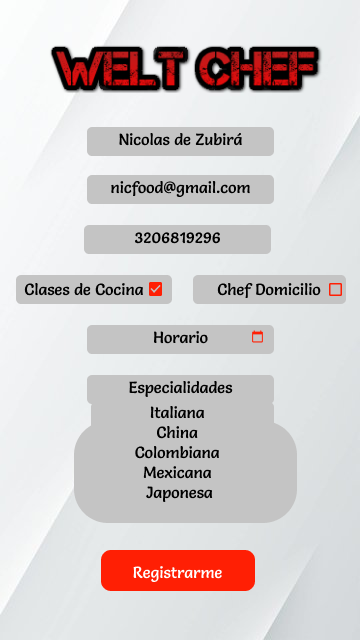 WELT CHEF
Nicolas de Zubirá
nicfood@gmail.com
3206819296
Clases de Cocina
Chef Domicilio
Horario
Especialidades
Italiana
China
Colombiana
Mexicana
Japonesa
Registrarme